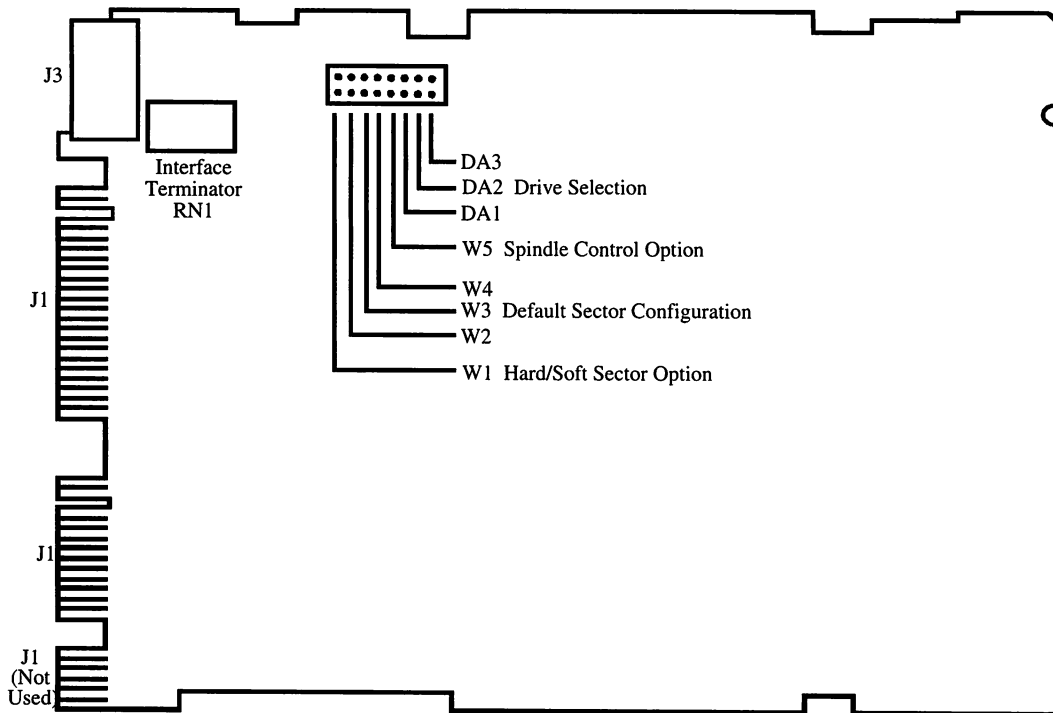 J3
Interface
Terminator
RN1
DA3
DA2 Drive Selection
DA1
W5 Spindle Control Option
J1
W4
W3 Default Sector Configuration
W2
W1 Hard/Soft Sector Option
J1
J1
(Not
Used)